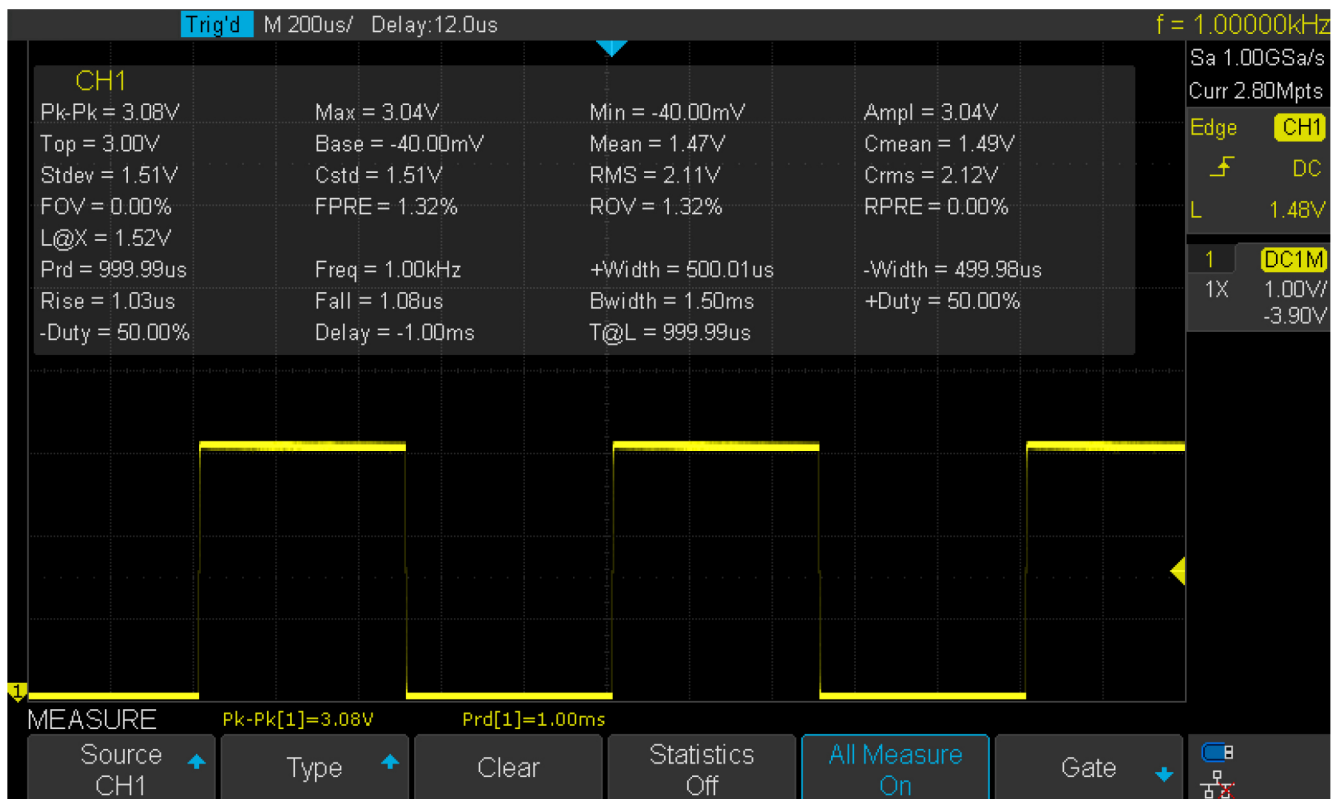 Trig'd M 200us/ Delay:12.0us f = 1.00000kHz
Sa 1.00GSa/s
Curr 2.80Mpts
Edge CH1
DC
L 1.48V
1 DC1M
1X 1.00V/
-3.90V
CH1
Pk-Pk = 3.08V Max = 3.04V Min = -40.00mV Ampl = 3.04V
Top = 3.00V Base = -40.00mV Mean = 1.47V Cmean = 1.49V
Stdev = 1.51V Cstd = 1.51V RMS = 2.11V Crms = 2.12V
FOV = 0.00% FPRE = 1.32% ROV = 1.32% RPRE = 0.00%
L@X = 1.52V
Prd = 999.99us Freq = 1.00kHz +Width = 500.01us -Width = 499.98us
Rise = 1.03us Fall = 1.08us Bwidth = 1.50ms +Duty = 50.00%
-Duty = 50.00% Delay = -1.00ms T@L = 999.99us
1
MEASURE Pk-Pk[1]=3.08V Prd[1]=1.00ms
Source Type Clear Statistics All Measure Gate
CH1 Off On